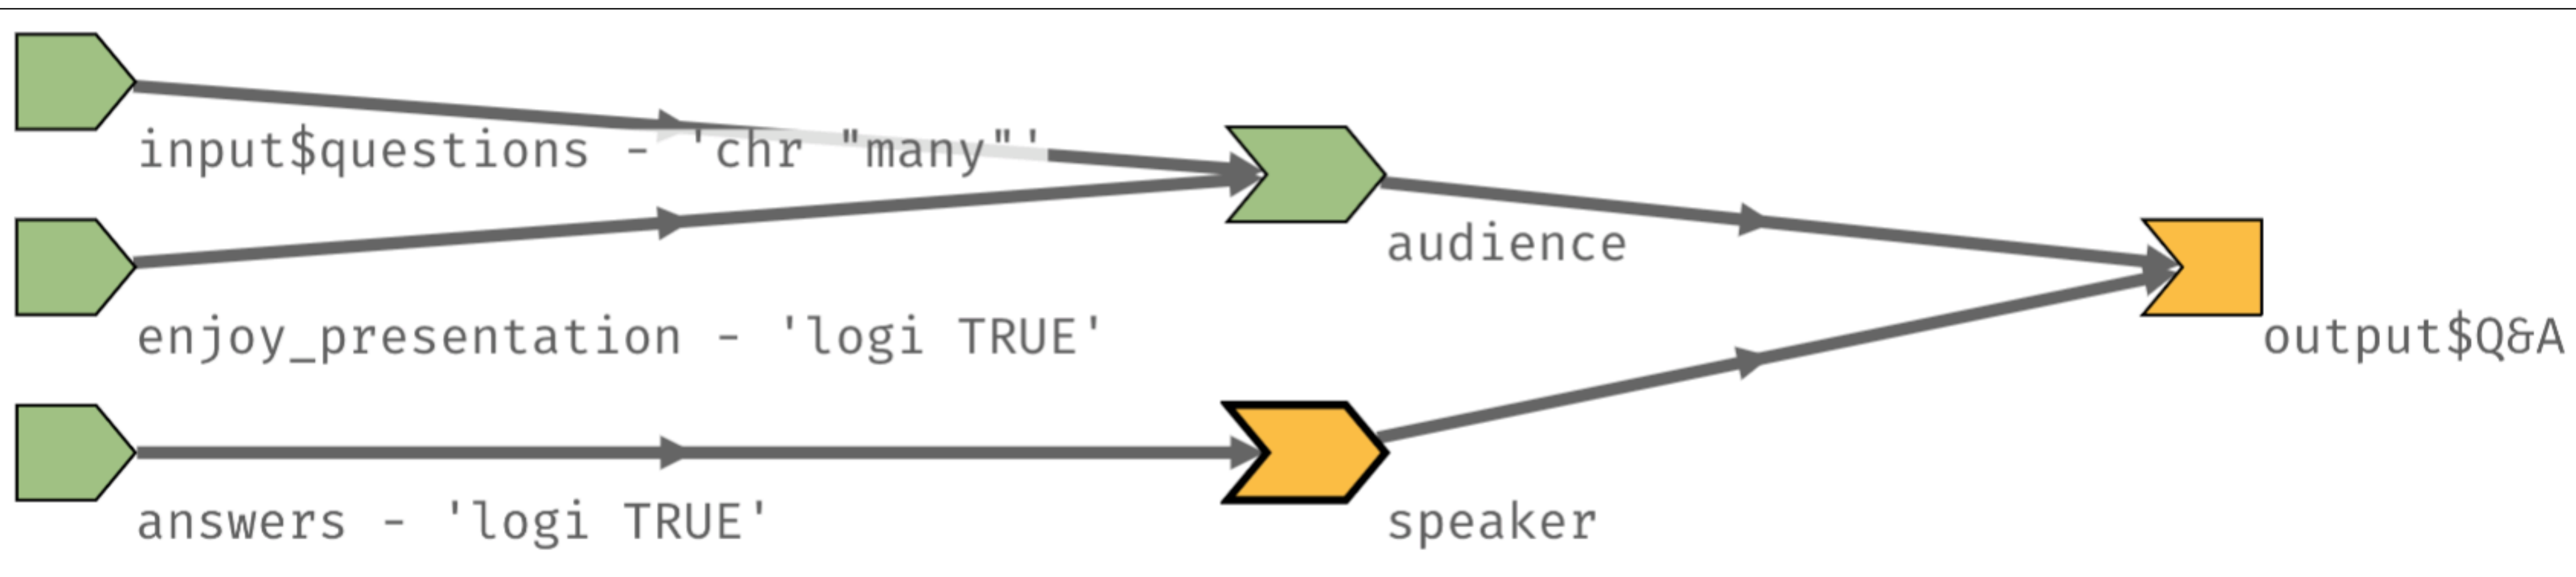 input$questions - 'chr "many"'
audience
enjoy_presentation - 'logi TRUE'
output$Q&A
answers - 'logi TRUE'
speaker